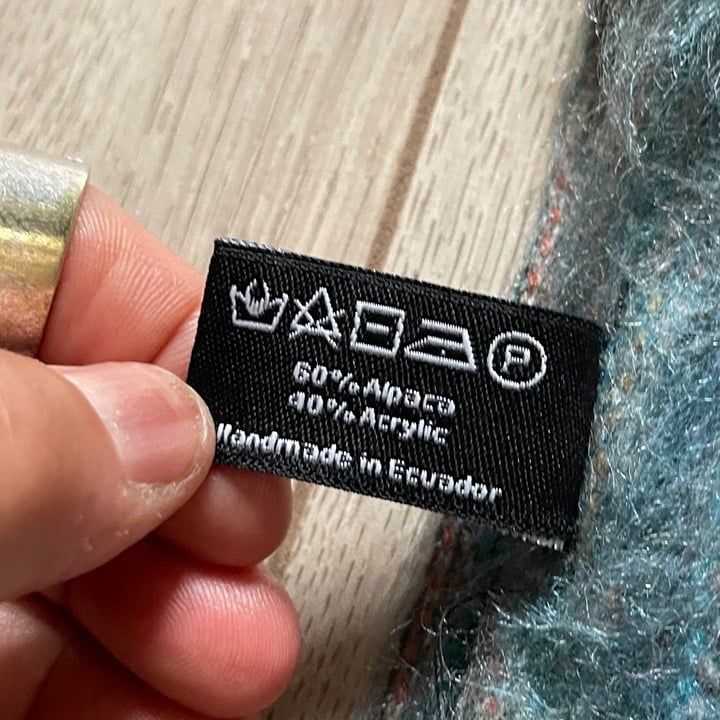 P
60% Alpaca
40% Acrylic
Handmade in Ecuador